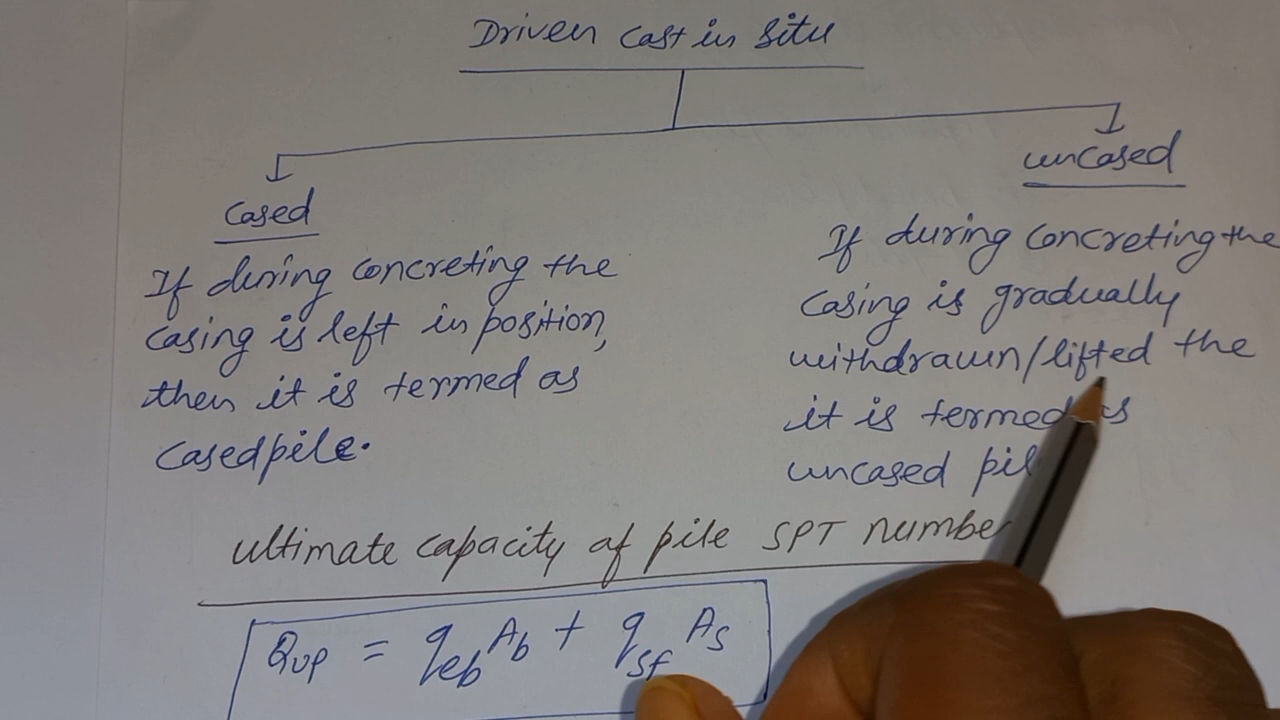 Driven cast in situ
cased
If during concreting the
casing is left in position,
then it is termed as
casedpile.
uncased
If during concreting the
casing is gradually
withdrawn/lifted the
it is termed
uncased
ultimate capacity of pile SPT number
Qup = qeb Ab + qsf As